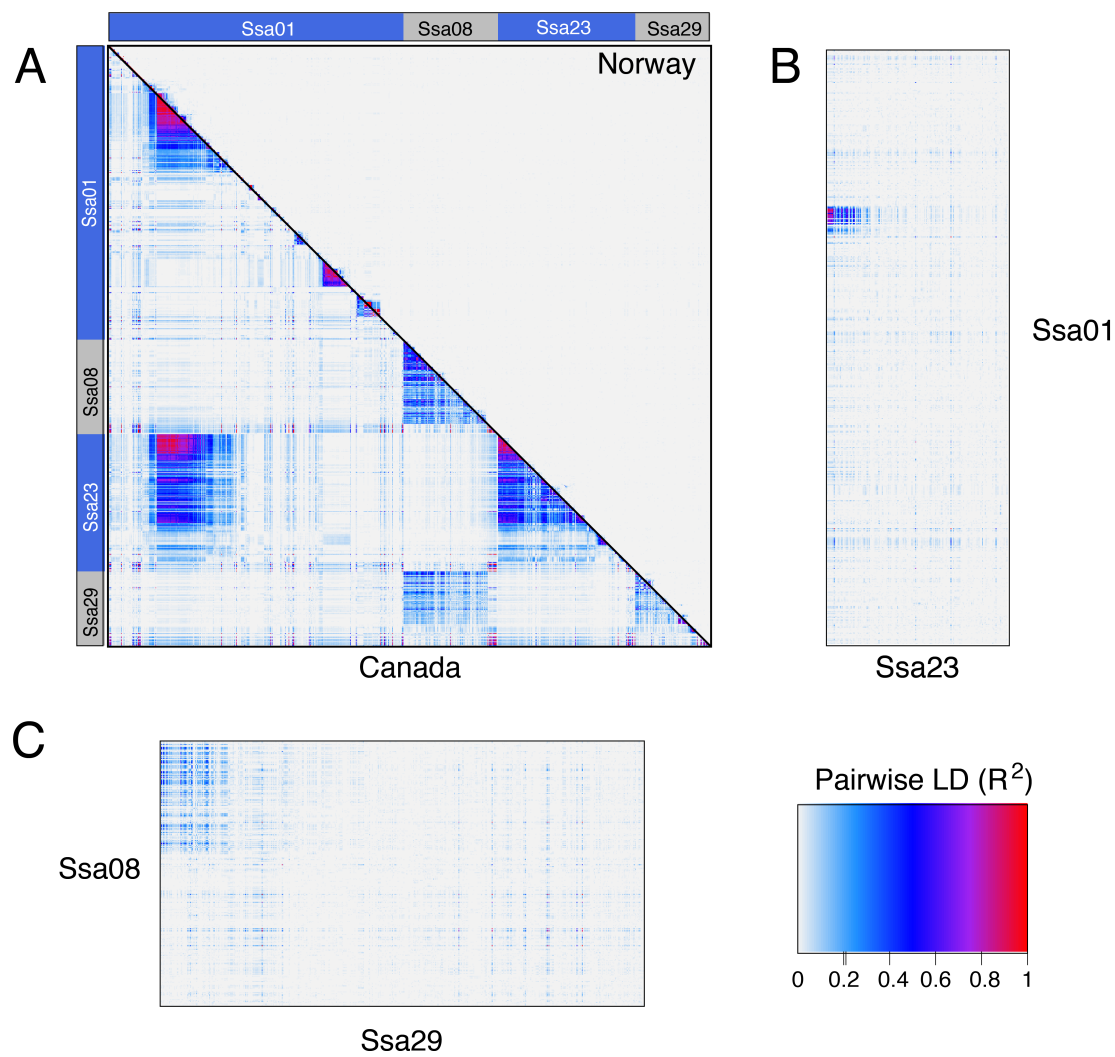 Ssa01 Ssa08 Ssa23 Ssa29
A
Norway
B
Ssa01
Ssa08
Ssa23
Ssa29
Canada
Ssa01
Ssa23
C
Ssa08
Ssa29
Pairwise LD (R²)
0 0.2 0.4 0.6 0.8 1